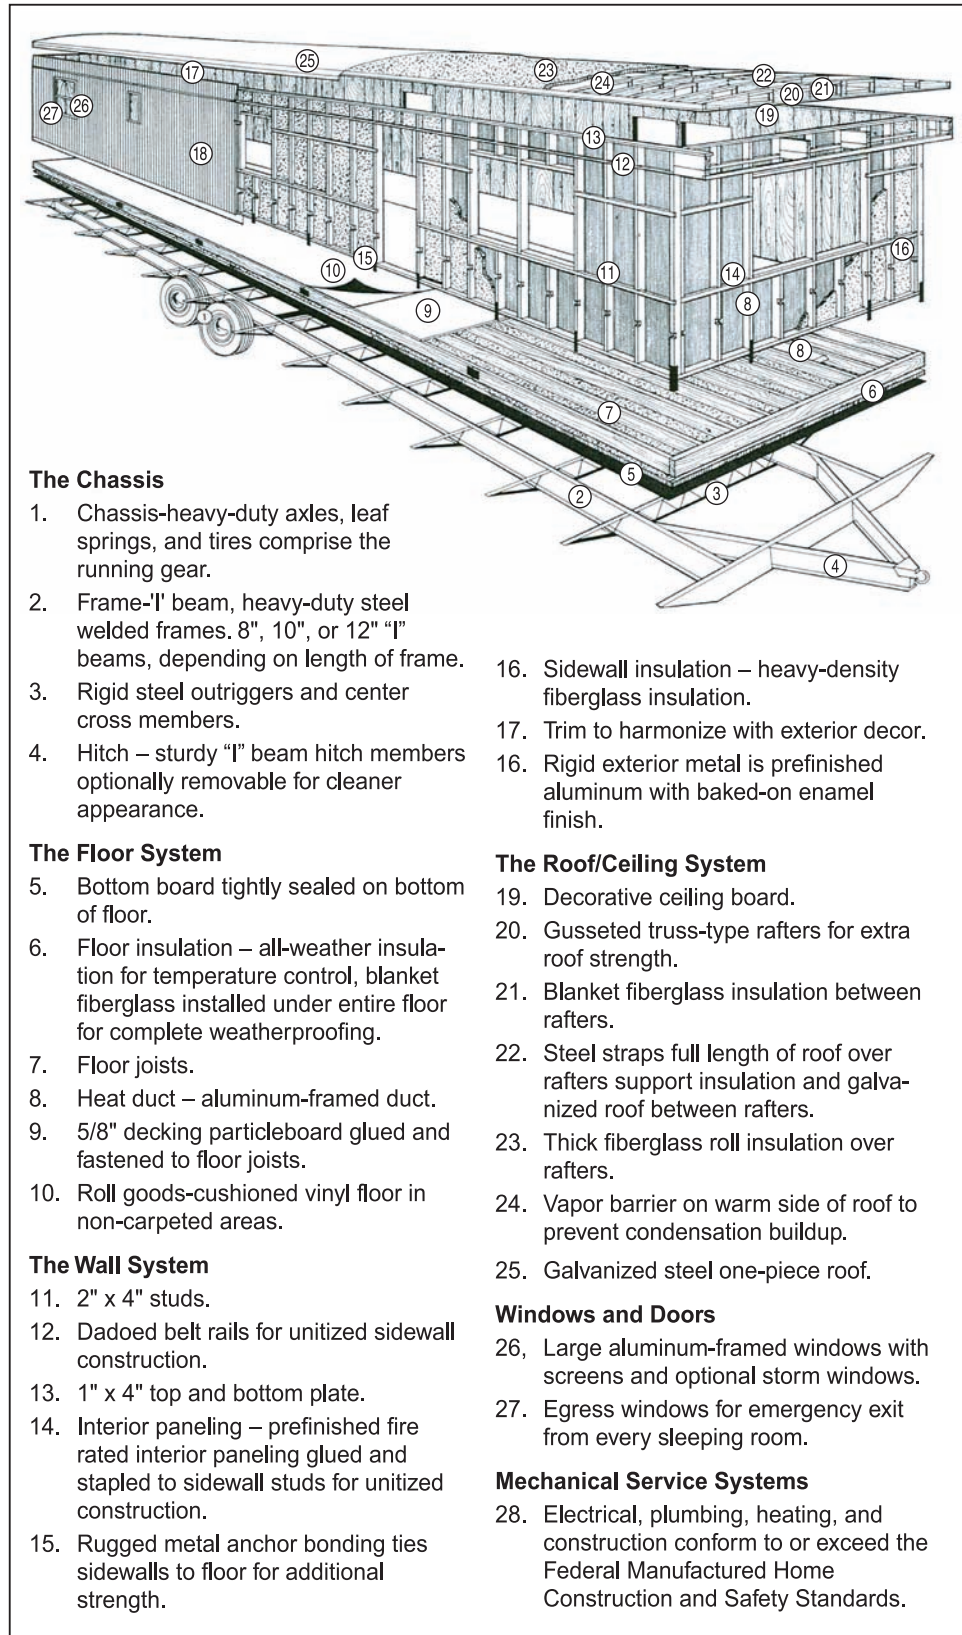 25
23
22
17
24
21
20
27
26
19
13
18
12
16
15
10
11
14
9
8
1
8
6
7
5
3
2
4
The Chassis
1. Chassis-heavy-duty axles, leaf
springs, and tires comprise the
running gear.
2. Frame-'I' beam, heavy-duty steel
welded frames. 8", 10", or 12" “I”
beams, depending on length of frame.
3. Rigid steel outriggers and center
cross members.
4. Hitch – sturdy “I” beam hitch members
optionally removable for cleaner
appearance.
The Floor System
5. Bottom board tightly sealed on bottom
of floor.
6. Floor insulation – all-weather insula-
tion for temperature control, blanket
fiberglass installed under entire floor
for complete weatherproofing.
7. Floor joists.
8. Heat duct – aluminum-framed duct.
9. 5/8" decking particleboard glued and
fastened to floor joists.
10. Roll goods-cushioned vinyl floor in
non-carpeted areas.
The Wall System
11. 2" x 4" studs.
12. Dadoed belt rails for unitized sidewall
construction.
13. 1" x 4" top and bottom plate.
14. Interior paneling – prefinished fire
rated interior paneling glued and
stapled to sidewall studs for unitized
construction.
15. Rugged metal anchor bonding ties
sidewalls to floor for additional
strength.
16. Sidewall insulation – heavy-density
fiberglass insulation.
17. Trim to harmonize with exterior decor.
16. Rigid exterior metal is prefinished
aluminum with baked-on enamel
finish.
The Roof/Ceiling System
19. Decorative ceiling board.
20. Gusseted truss-type rafters for extra
roof strength.
21. Blanket fiberglass insulation between
rafters.
22. Steel straps full length of roof over
rafters support insulation and galva-
nized roof between rafters.
23. Thick fiberglass roll insulation over
rafters.
24. Vapor barrier on warm side of roof to
prevent condensation buildup.
25. Galvanized steel one-piece roof.
Windows and Doors
26, Large aluminum-framed windows with
screens and optional storm windows.
27. Egress windows for emergency exit
from every sleeping room.
Mechanical Service Systems
28. Electrical, plumbing, heating, and
construction conform to or exceed the
Federal Manufactured Home
Construction and Safety Standards.